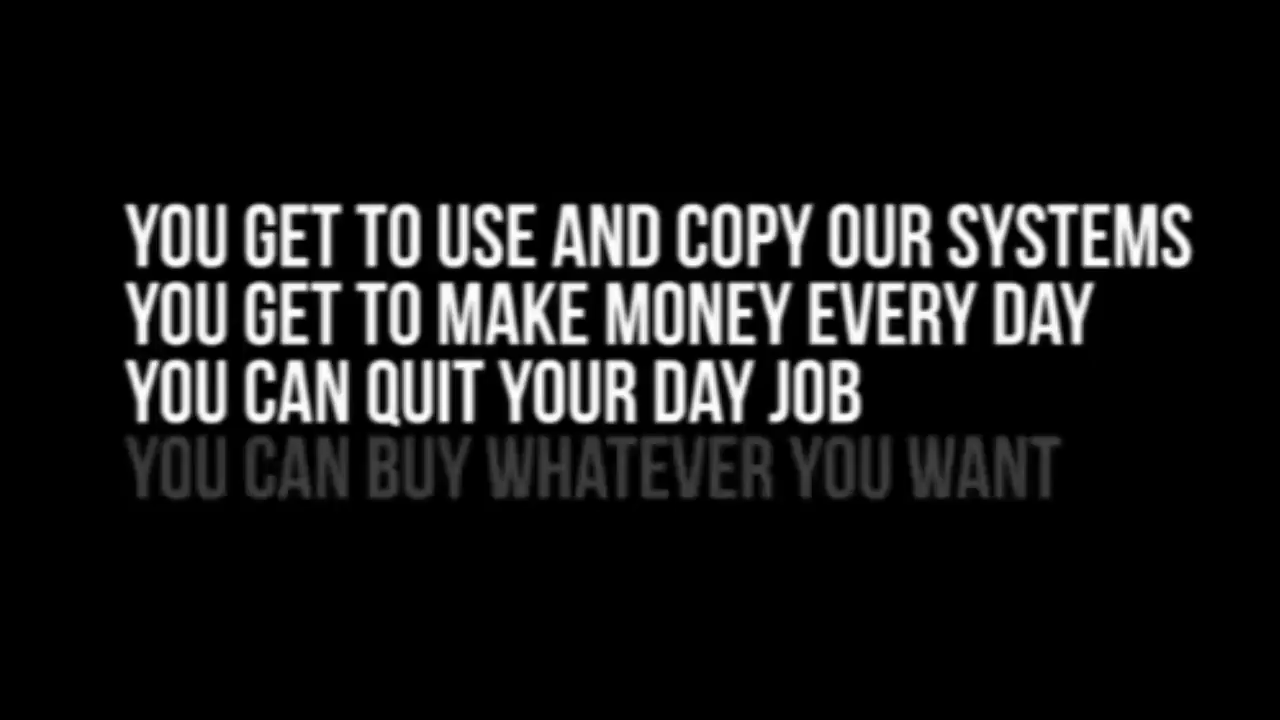 YOU GET TO USE AND COPY OUR SYSTEMS
YOU GET TO MAKE MONEY EVERY DAY
YOU CAN QUIT YOUR DAY JOB
YOU CAN BUY WHATEVER YOU WANT